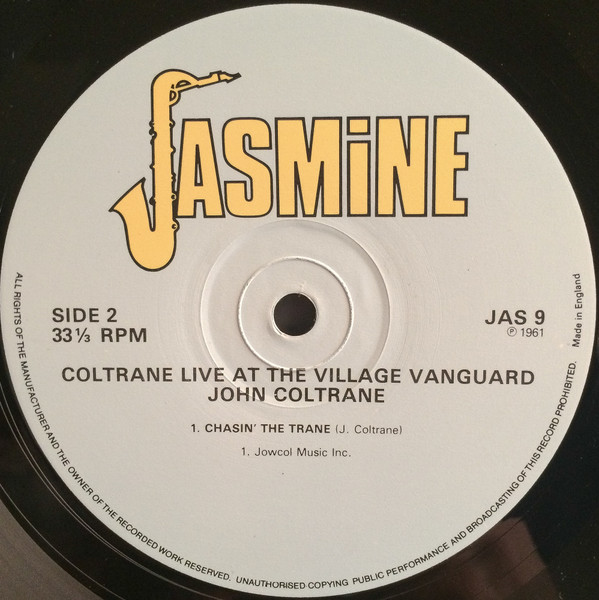 JASMiNE
SIDE 2
33⅓ RPM
JAS 9
℗ 1961
Made in England
COLTRANE LIVE AT THE VILLAGE VANGUARD
JOHN COLTRANE
1. CHASIN' THE TRANE (J. Coltrane)
1. Jowcol Music Inc.
ALL RIGHTS OF THE MANUFACTURER AND THE OWNER OF THE RECORDED WORK RESERVED. UNAUTHORISED COPYING PUBLIC PERFORMANCE AND BROADCASTING OF THIS RECORD PROHIBITED.